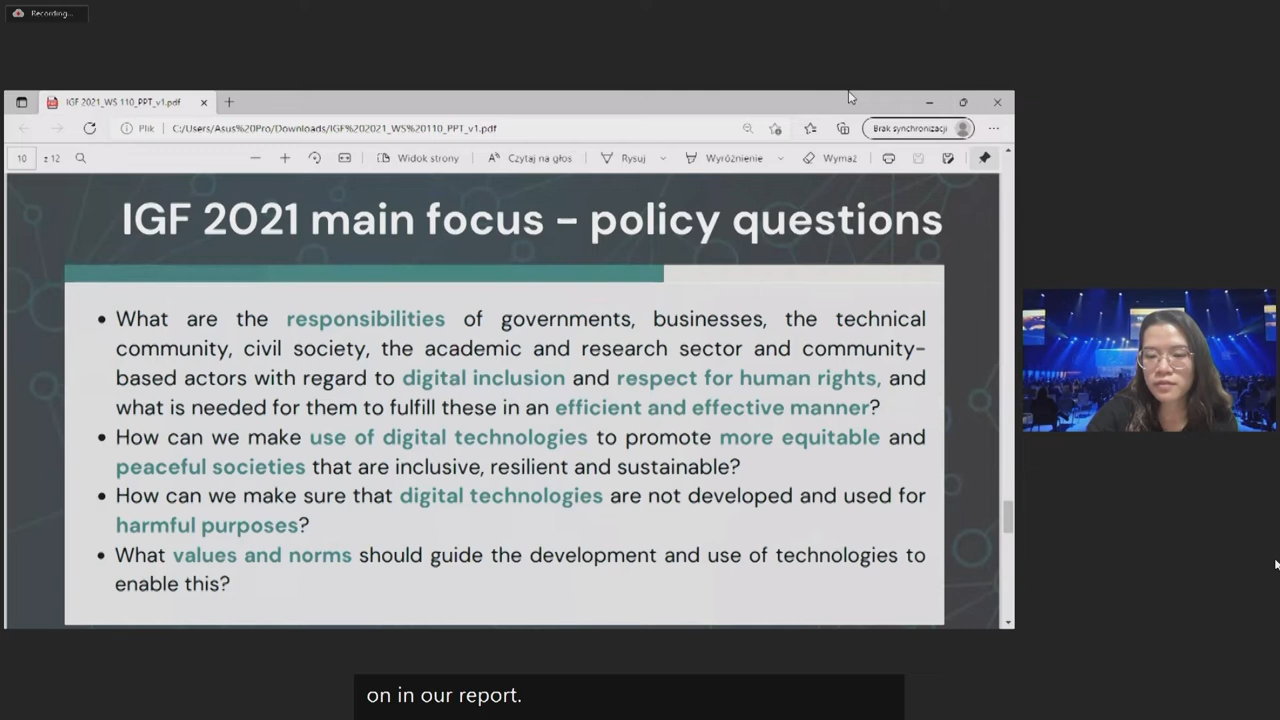 Recording...
IGF 2021_WS 110_PPT_v1.pdf
Plik C:/Users/Asus%20Pro/Downloads/IGF%202021_WS%20110_PPT_v1.pdf Brak synchronizacji
10 z 12 Widok strony Czytaj na głos Rysuj Wyróżnienie Wymaż
IGF 2021 main focus – policy questions
• What are the responsibilities of governments, businesses, the technical
community, civil society, the academic and research sector and community-
based actors with regard to digital inclusion and respect for human rights, and
what is needed for them to fulfill these in an efficient and effective manner?
• How can we make use of digital technologies to promote more equitable and
peaceful societies that are inclusive, resilient and sustainable?
• How can we make sure that digital technologies are not developed and used for
harmful purposes?
• What values and norms should guide the development and use of technologies to
enable this?
on in our report.